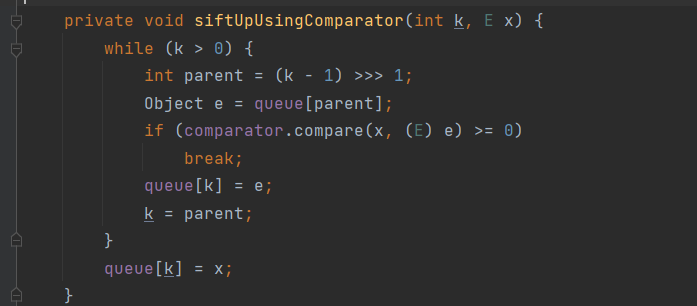 private void siftUpUsingComparator(int k, E x) {
    while (k > 0) {
        int parent = (k - 1) >>> 1;
        Object e = queue[parent];
        if (comparator.compare(x, (E) e) >= 0)
            break;
        queue[k] = e;
        k = parent;
    }
    queue[k] = x;
}